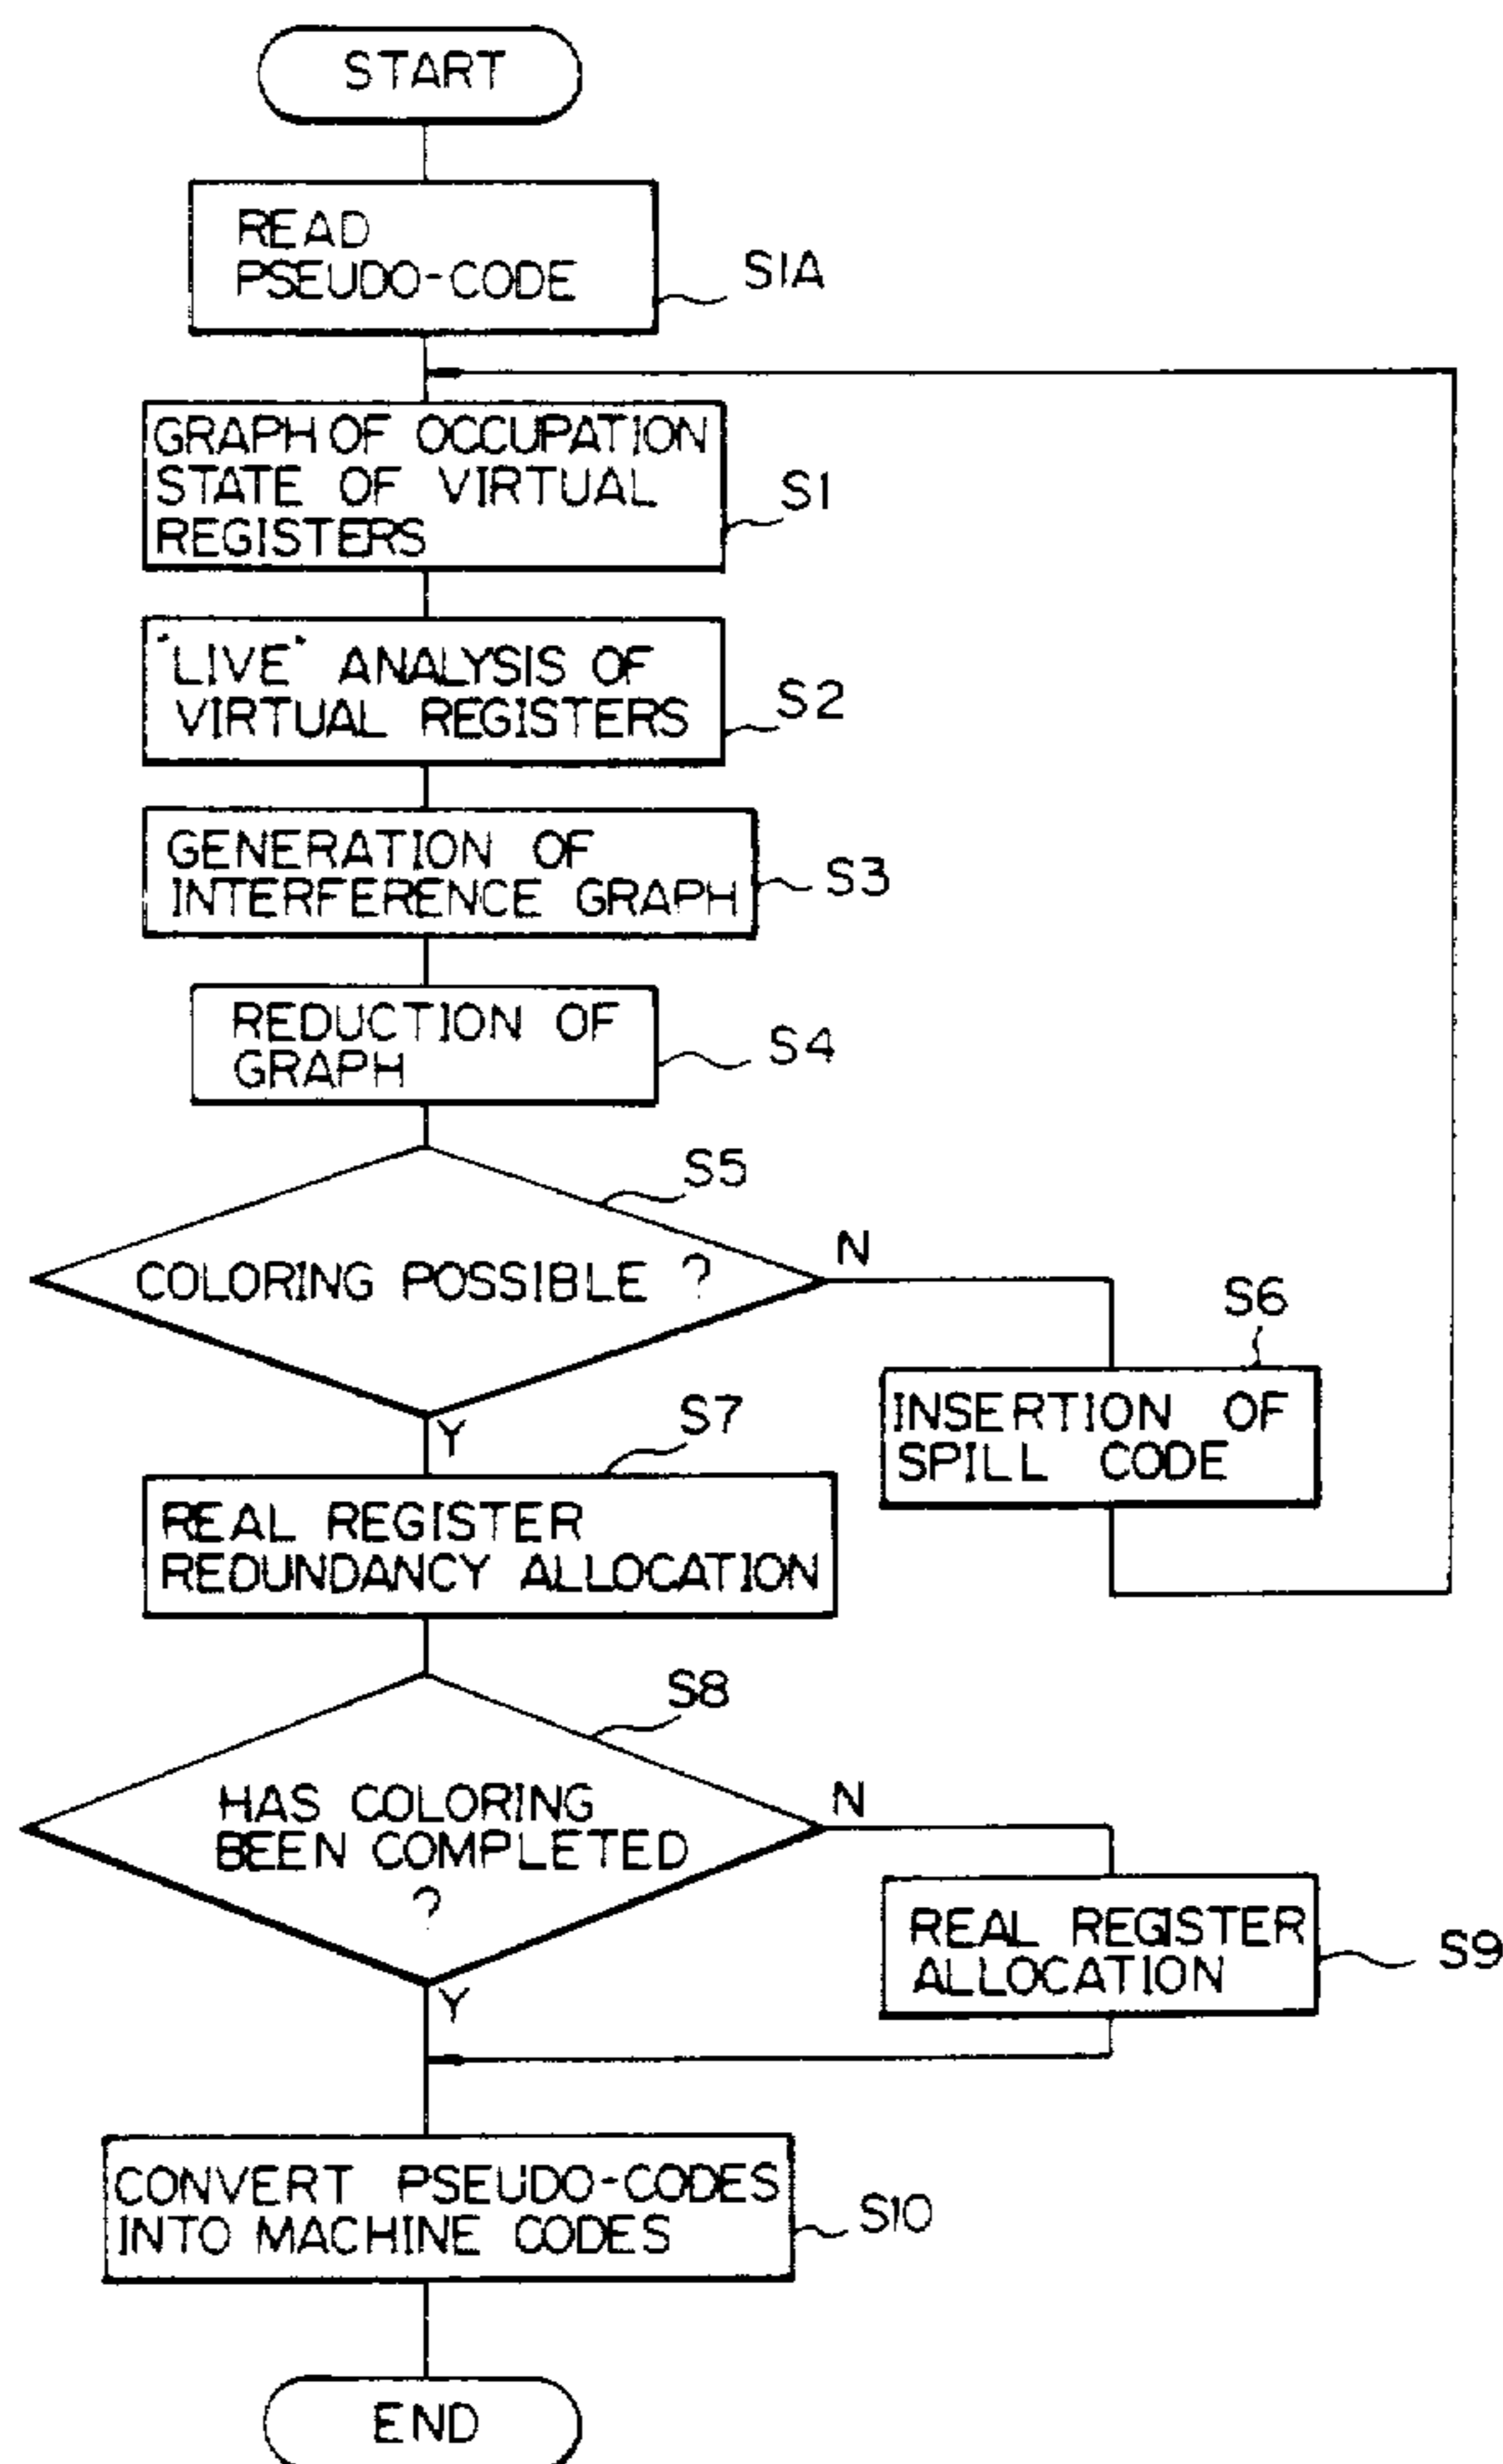 START
READ
PSEUDO-CODE
S1A
GRAPH OF OCCUPATION
STATE OF VIRTUAL
REGISTERS
S1
"LIVE" ANALYSIS OF
VIRTUAL REGISTERS
S2
GENERATION OF
INTERFERENCE GRAPH
S3
REDUCTION OF
GRAPH
S4
S5
COLORING POSSIBLE ?
N
Y
S6
INSERTION OF
SPILL CODE
S7
REAL REGISTER
REDUNDANCY ALLOCATION
S8
HAS COLORING
BEEN COMPLETED
?
N
Y
REAL REGISTER
ALLOCATION
S9
CONVERT PSEUDO-CODES
INTO MACHINE CODES
S10
END